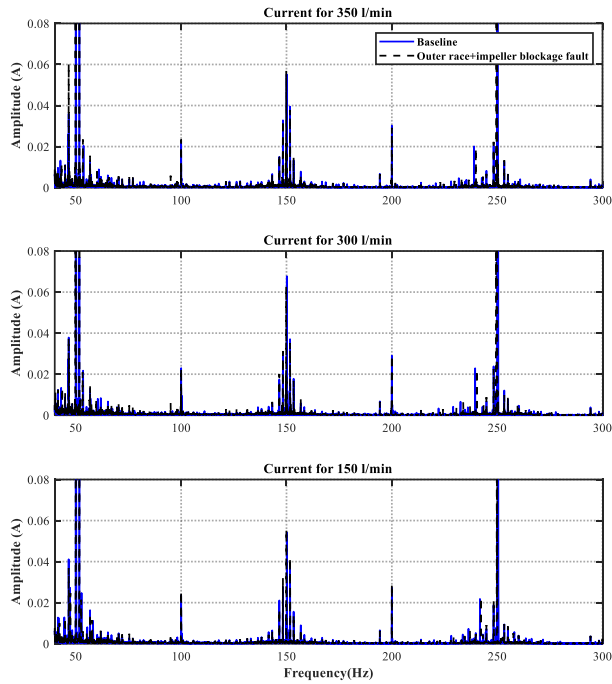 Current for 350 l/min
0.08
0.06
0.04
0.02
0
Amplitude (A)
Baseline
Outer race+impeller blockage fault
50 100 150 200 250 300
Current for 300 l/min
0.08
0.06
0.04
0.02
0
Amplitude (A)
50 100 150 200 250 300
Current for 150 l/min
0.08
0.06
0.04
0.02
0
Amplitude (A)
50 100 150 200 250 300
Frequency(Hz)